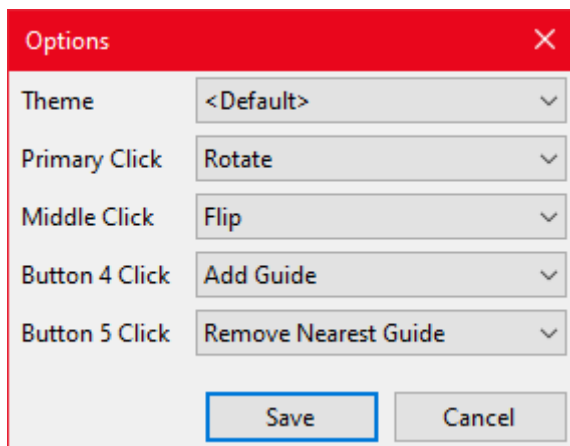 Options
Theme <Default>
Primary Click Rotate
Middle Click Flip
Button 4 Click Add Guide
Button 5 Click Remove Nearest Guide
Save Cancel